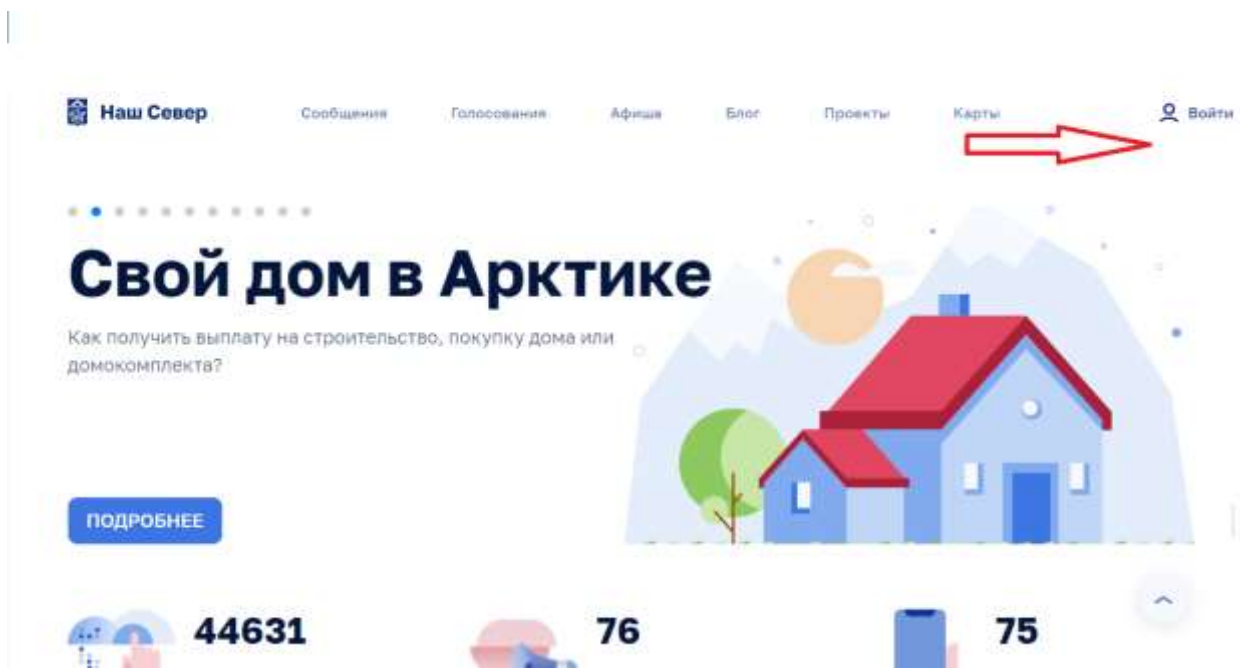 Наш Север
Сообщения
Голосования
Афиша
Блог
Проекты
Карты
Войти
Свой дом в Арктике
Как получить выплату на строительство, покупку дома или
домокомплекта?
ПОДРОБНЕЕ
44631
76
75